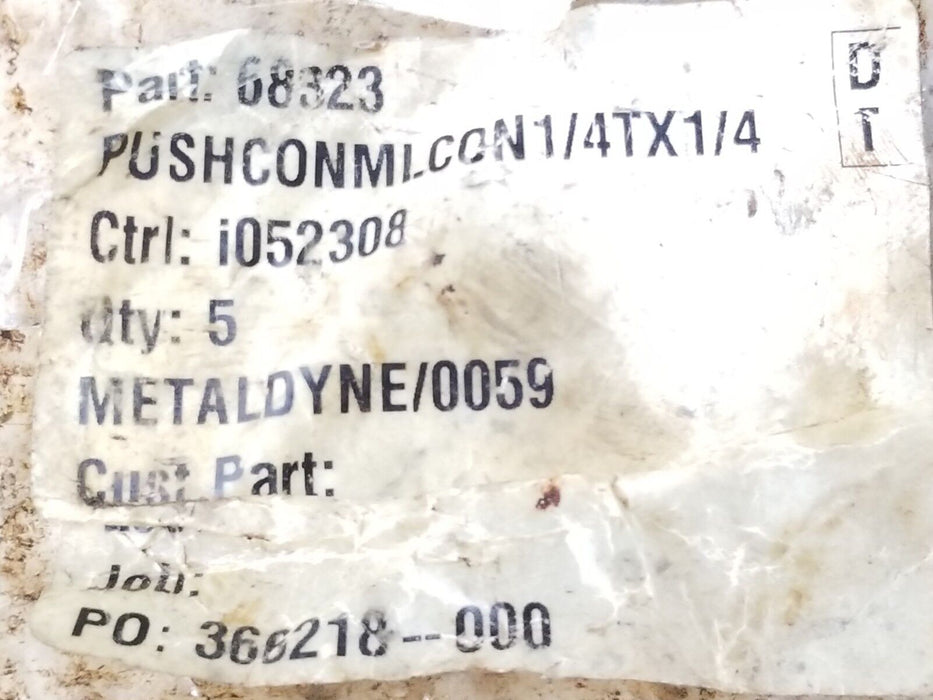 Part: 68323
PUSHCONMLCON1/4TX1/4
D
T
Ctrl: i052308
Qty: 5
METALDYNE/0059
Cust Part:
Job:
PO: 366218--000